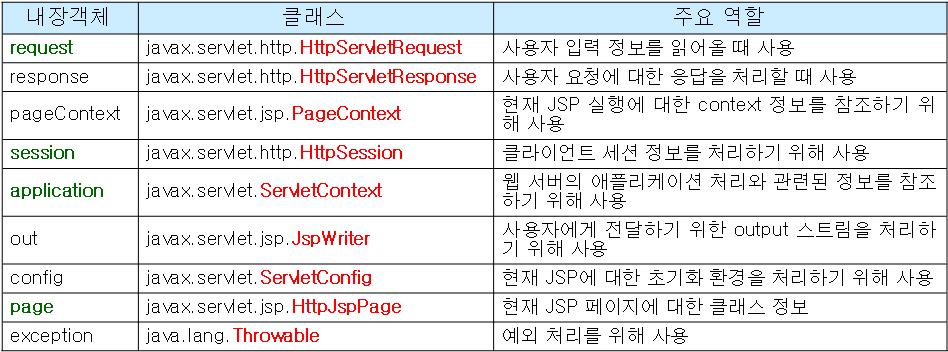 내장객체 클래스 주요 역할
request javax.servlet.http.HttpServletRequest 사용자 입력 정보를 읽어올 때 사용
response javax.servlet.http.HttpServletResponse 사용자 요청에 대한 응답을 처리할 때 사용
pageContext javax.servlet.jsp.PageContext 현재 JSP 실행에 대한 context 정보를 참조하기 위
해 사용
session javax.servlet.http.HttpSession 클라이언트 세션 정보를 처리하기 위해 사용
application javax.servlet.ServletContext 웹 서버의 애플리케이션 처리와 관련된 정보를 참조
하기 위해 사용
out javax.servlet.jsp.JspWriter 사용자에게 전달하기 위한 output 스트림을 처리하
기 위해 사용
config javax.servlet.ServletConfig 현재 JSP에 대한 초기화 환경을 처리하기 위해 사용
page javax.servlet.jsp.HttpJspPage 현재 JSP 페이지에 대한 클래스 정보
exception java.lang.Throwable 예외 처리를 위해 사용